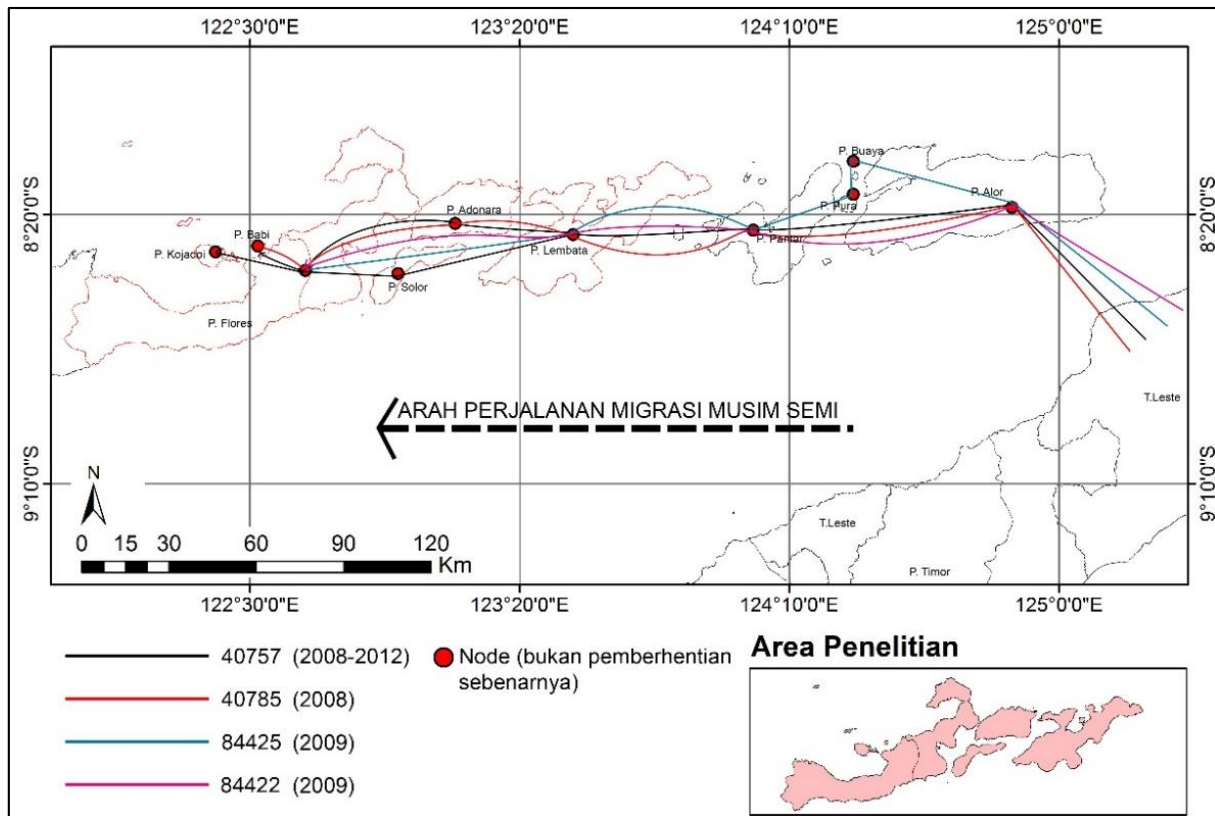 122°30'0"E
123°20'0"E
124°10'0"E
125°0'0"E
8°20'0"S
8°20'0"S
P. Buaya
P. Alor
P. Pura
P. Adonara
P. Babi
P. Kojadoi
P. Lembata
P. Pantar
P. Solor
P. Flores
T.Leste
ARAH PERJALANAN MIGRASI MUSIM SEMI
9°10'0"S
9°10'0"S
N
0 15 30 60 90 120
Km
T.Leste
P. Timor
122°30'0"E
123°20'0"E
124°10'0"E
125°0'0"E
40757 (2008-2012)
40785 (2008)
84425 (2009)
84422 (2009)
Node (bukan pemberhentian
sebenarnya)
Area Penelitian